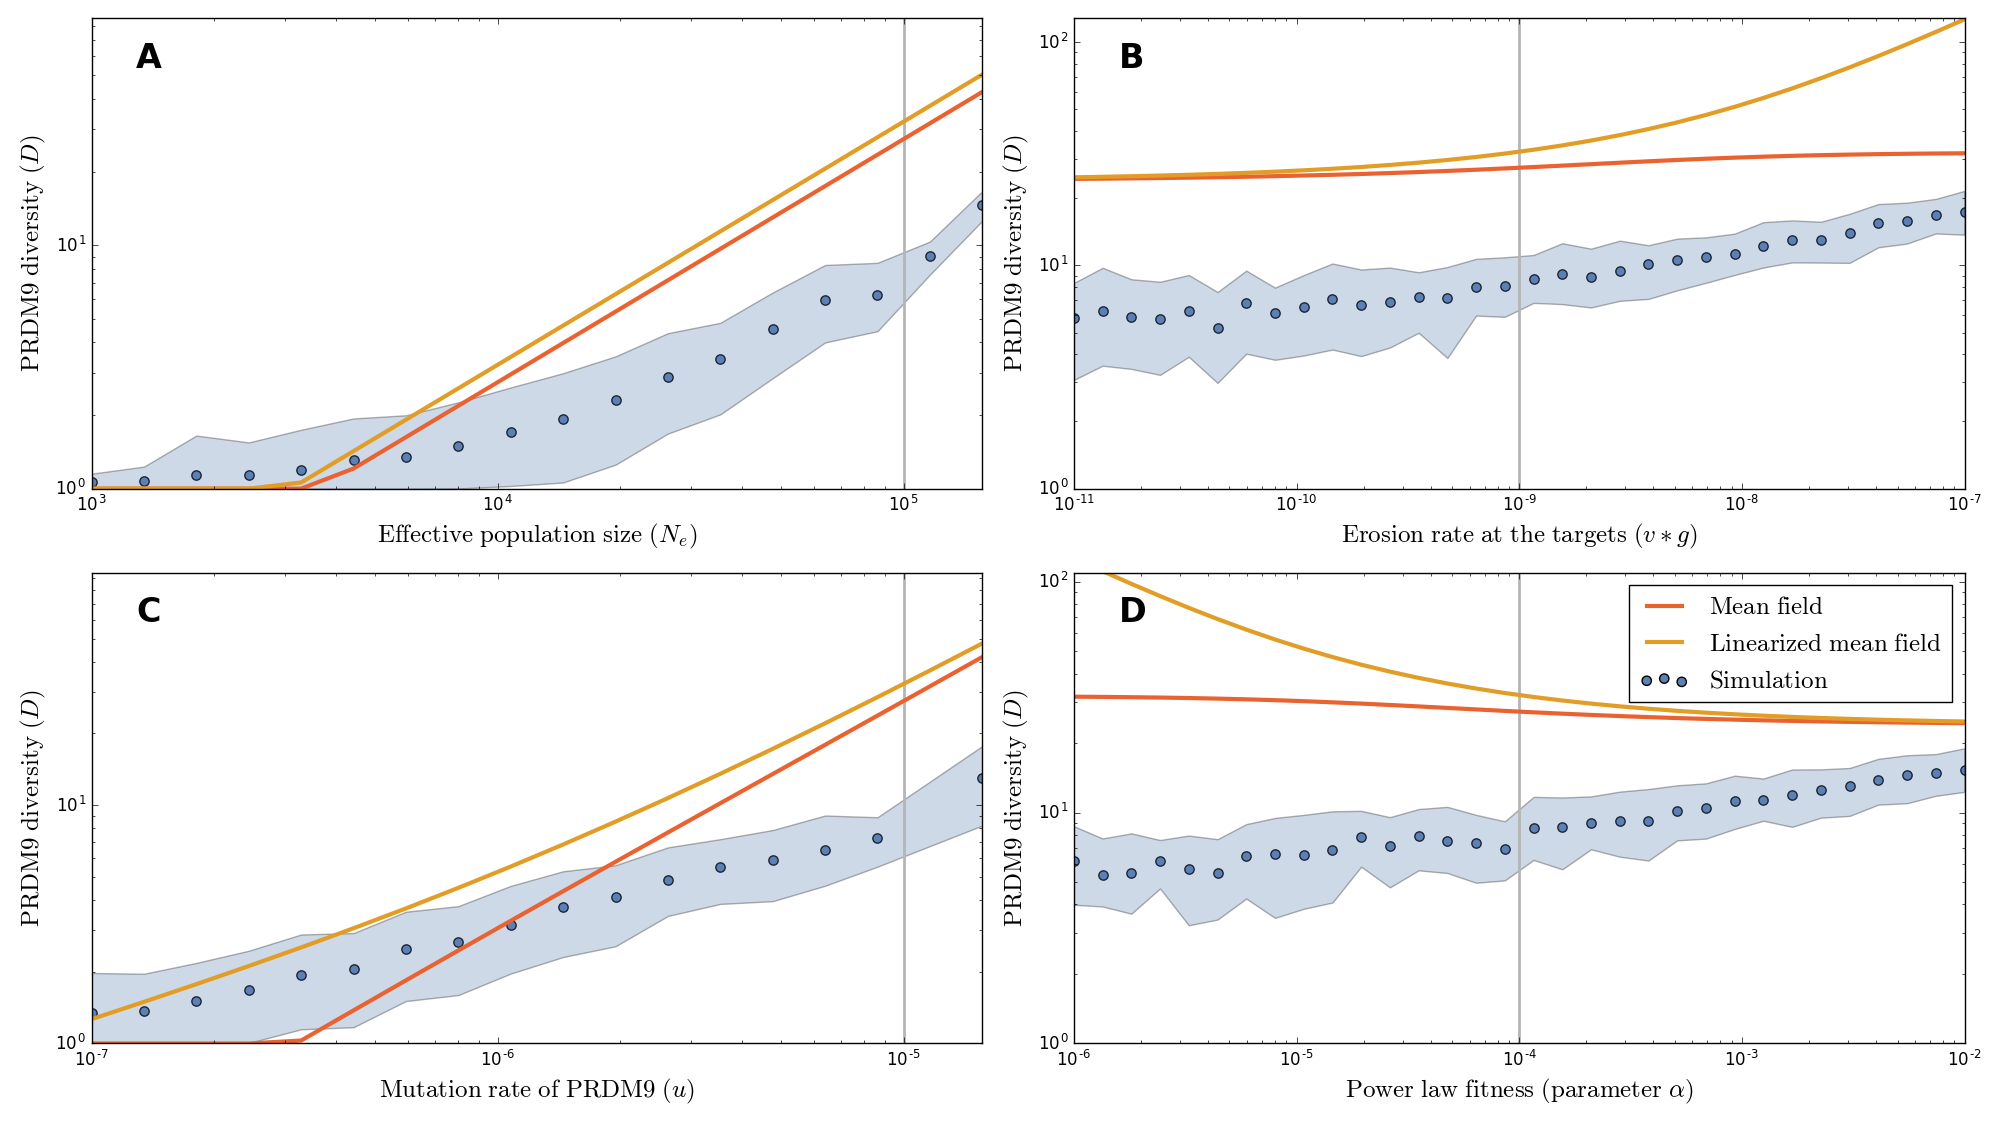 A
PRDM9 diversity (D)
10^1
10^0
10^3
10^4
10^5
Effective population size (N_e)
B
PRDM9 diversity (D)
10^2
10^1
10^0
10^-11
10^-10
10^-9
10^-8
10^-7
Erosion rate at the targets (v * g)
C
PRDM9 diversity (D)
10^1
10^0
10^-7
10^-6
10^-5
Mutation rate of PRDM9 (u)
D
Mean field
Linearized mean field
Simulation
PRDM9 diversity (D)
10^2
10^1
10^0
10^-6
10^-5
10^-4
10^-3
10^-2
Power law fitness (parameter α)